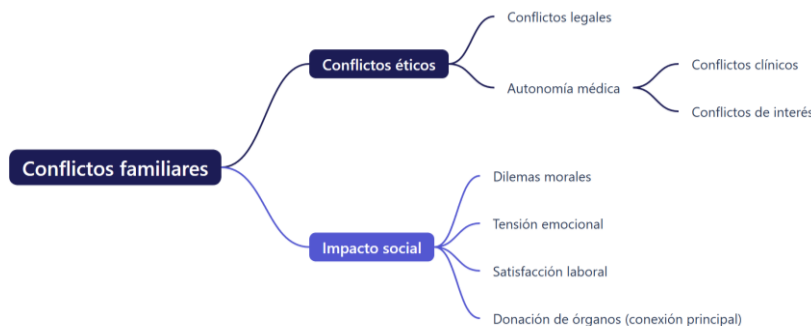 Conflictos familiares
Conflictos éticos
Conflictos legales
Autonomía médica
Conflictos clínicos
Conflictos de interés
Impacto social
Dilemas morales
Tensión emocional
Satisfacción laboral
Donación de órganos (conexión principal)